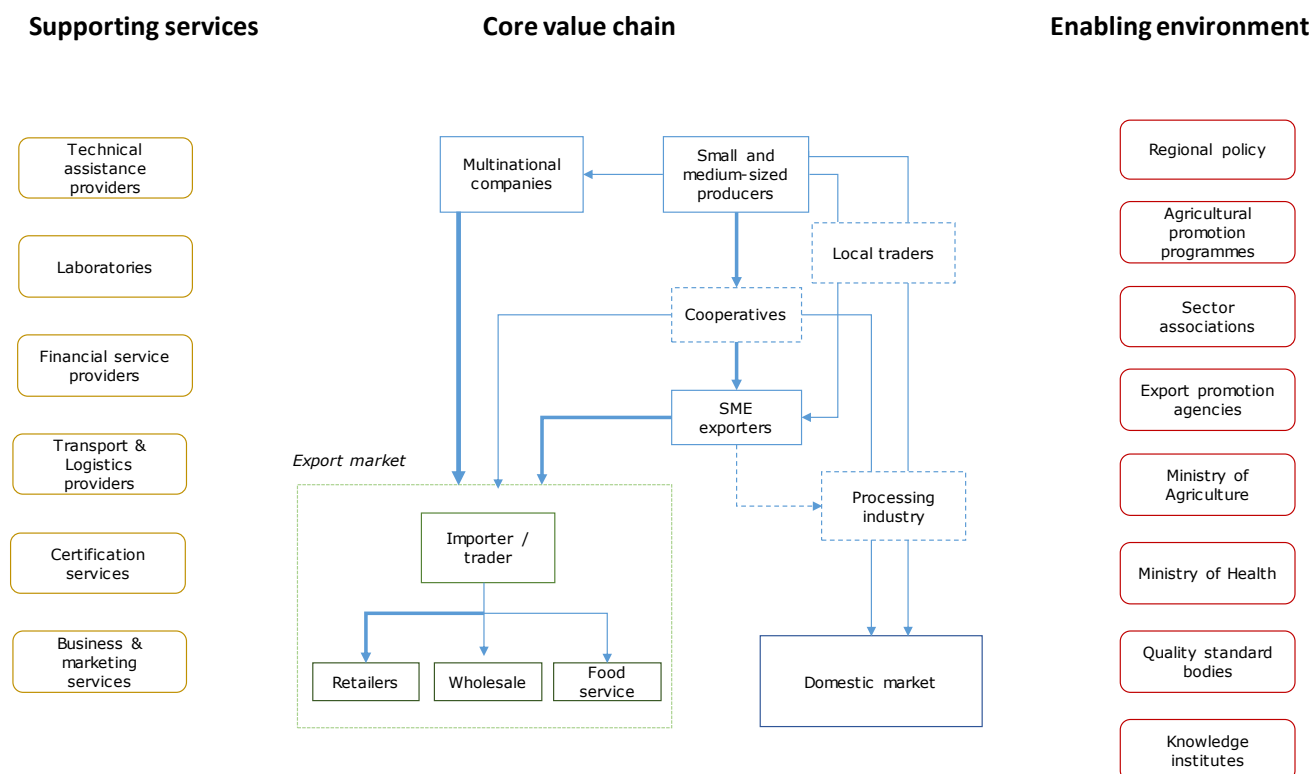 Supporting services
Core value chain
Enabling environment
Technical
assistance
providers
Laboratories
Financial service
providers
Transport &
Logistics
providers
Certification
services
Business &
marketing
services
Multinational
companies
Small and
medium-sized
producers
Local traders
Cooperatives
SME
exporters
Export market
Processing
industry
Importer /
trader
Retailers
Wholesale
Food
service
Domestic market
Regional policy
Agricultural
promotion
programmes
Sector
associations
Export promotion
agencies
Ministry of
Agriculture
Ministry of Health
Quality standard
bodies
Knowledge
institutes